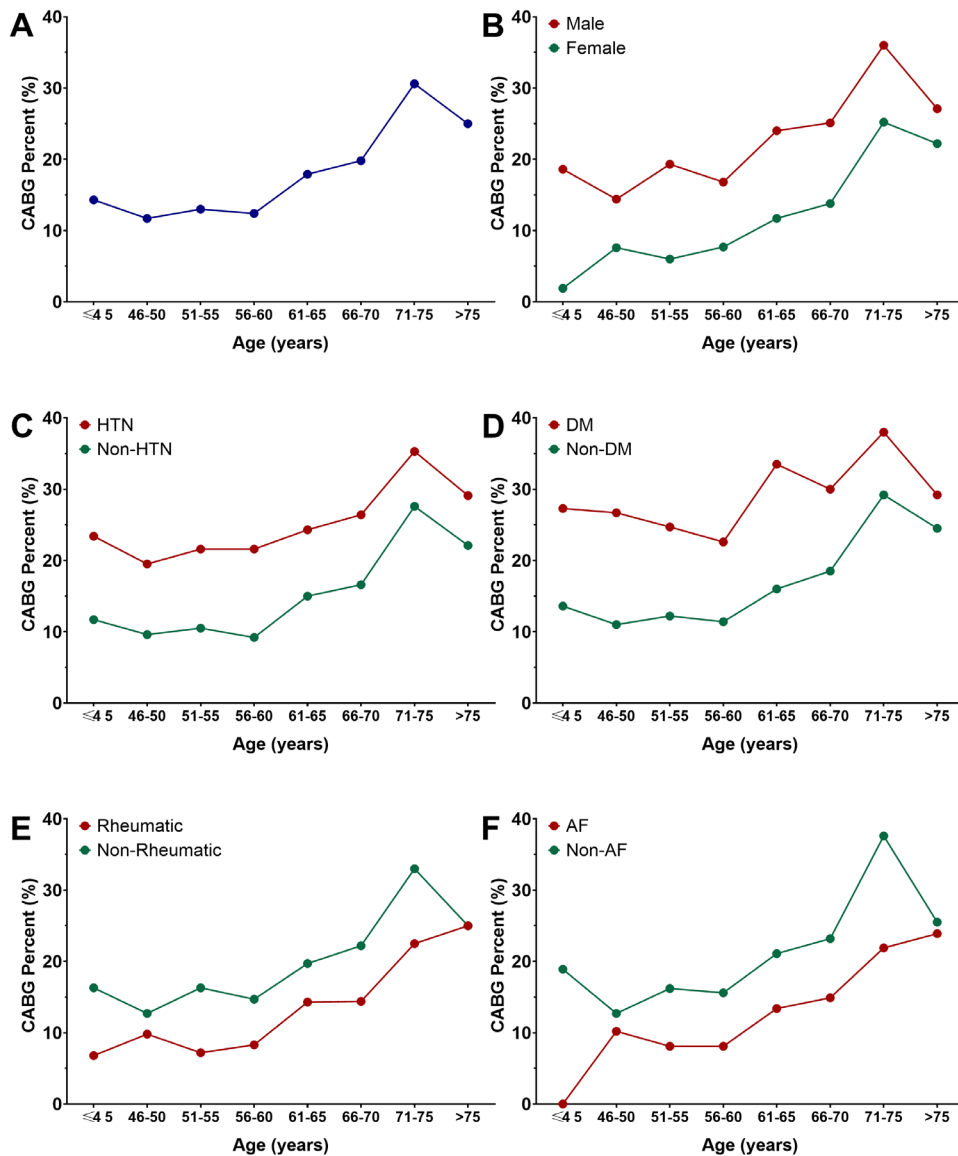 A
CABG Percent (%)
40
30
20
10
0
≤4 5 46-50 51-55 56-60 61-65 66-70 71-75 >75
Age (years)
B
Male
Female
CABG Percent (%)
40
30
20
10
0
≤4 5 46-50 51-55 56-60 61-65 66-70 71-75 >75
Age (years)
C
HTN
Non-HTN
CABG Percent (%)
40
30
20
10
0
≤4 5 46-50 51-55 56-60 61-65 66-70 71-75 >75
Age (years)
D
DM
Non-DM
CABG Percent (%)
40
30
20
10
0
≤4 5 46-50 51-55 56-60 61-65 66-70 71-75 >75
Age (years)
E
Rheumatic
Non-Rheumatic
CABG Percent (%)
40
30
20
10
0
≤4 5 46-50 51-55 56-60 61-65 66-70 71-75 >75
Age (years)
F
AF
Non-AF
CABG Percent (%)
40
30
20
10
0
≤4 5 46-50 51-55 56-60 61-65 66-70 71-75 >75
Age (years)